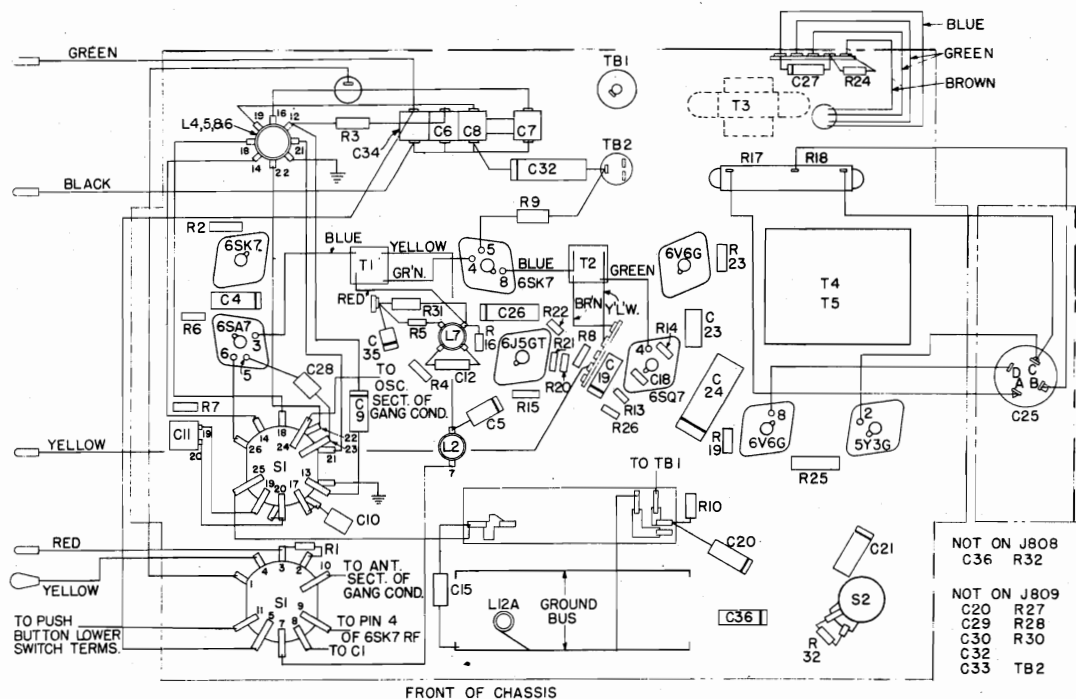 BLUE
GREEN
BROWN
C27
R24
T3
GREEN
TB1
L4,5,&6
19
16
12
18
21
14
22
R3
C34
C6
C8
C7
C32
TB2
R17
R18
BLACK
R9
R2
6SK7
BLUE
YELLOW
T1
GR'N.
RED
5
4
8
6SK7
BLUE
T2
GREEN
BR'N
Y'L'W.
6V6G
R
23
T4
T5
C4
R6
6SA7
3
6
5
R31
R5
L7
R
16
C
35
C26
6J5GT
R22
R21
R20
R8
C
19
R14
4
C18
6SQ7
C
23
C
24
C28
TO
OSC.
SECT. OF
GANG COND.
R4
C12
R15
R13
R26
D
C
A
B
C25
R7
C9
C5
L2
7
R
19
8
6V6G
2
5Y3G
R25
C11
19
20
YELLOW
14
18
22
23
26
24
21
25
S1
13
19
20
17
C10
TO TB1
R10
C20
C21
RED
YELLOW
R1
4
3
2
10
1
S1
9
11
5
7
8
TO ANT.
SECT. OF
GANG COND.
TO PIN 4
OF 6SK7 RF
TO C1
TO PUSH
BUTTON LOWER
SWITCH TERMS.
C15
L12A
GROUND
BUS
C36
S2
R
32
NOT ON J808
C36 R32
NOT ON J809
C20 R27
C29 R28
C30 R30
C32
C33 TB2
FRONT OF CHASSIS